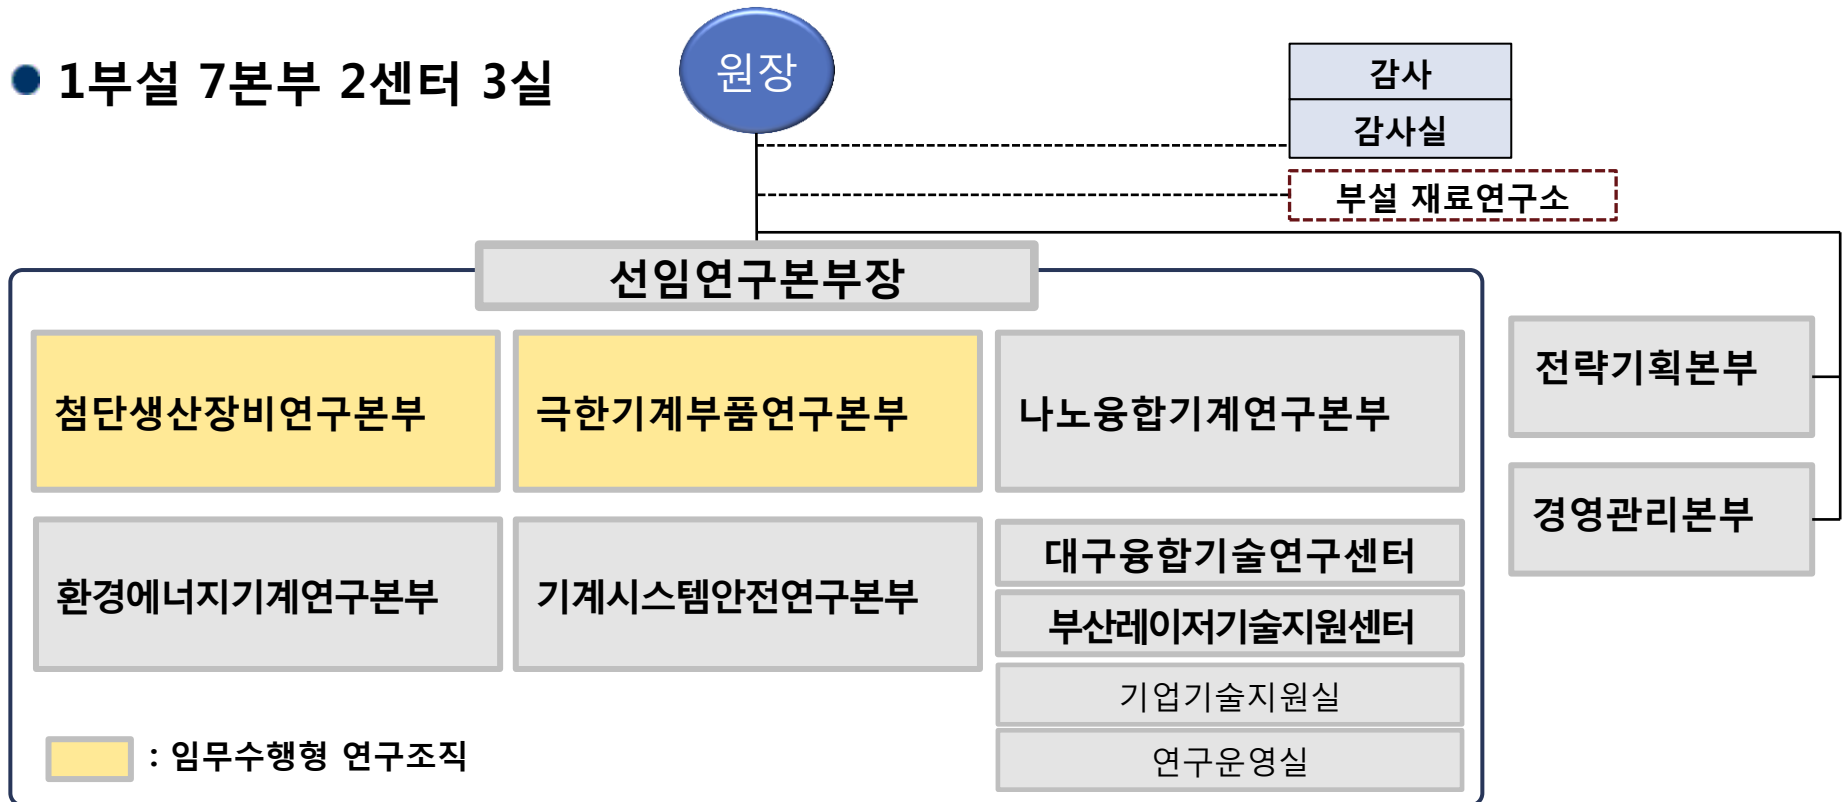 1부설 7본부 2센터 3실
원장
감사
감사실
부설 재료연구소
선임연구본부장
첨단생산장비연구본부
극한기계부품연구본부
나노융합기계연구본부
전략기획본부
경영관리본부
환경에너지기계연구본부
기계시스템안전연구본부
대구융합기술연구센터
부산레이저기술지원센터
기업기술지원실
연구운영실
: 임무수행형 연구조직